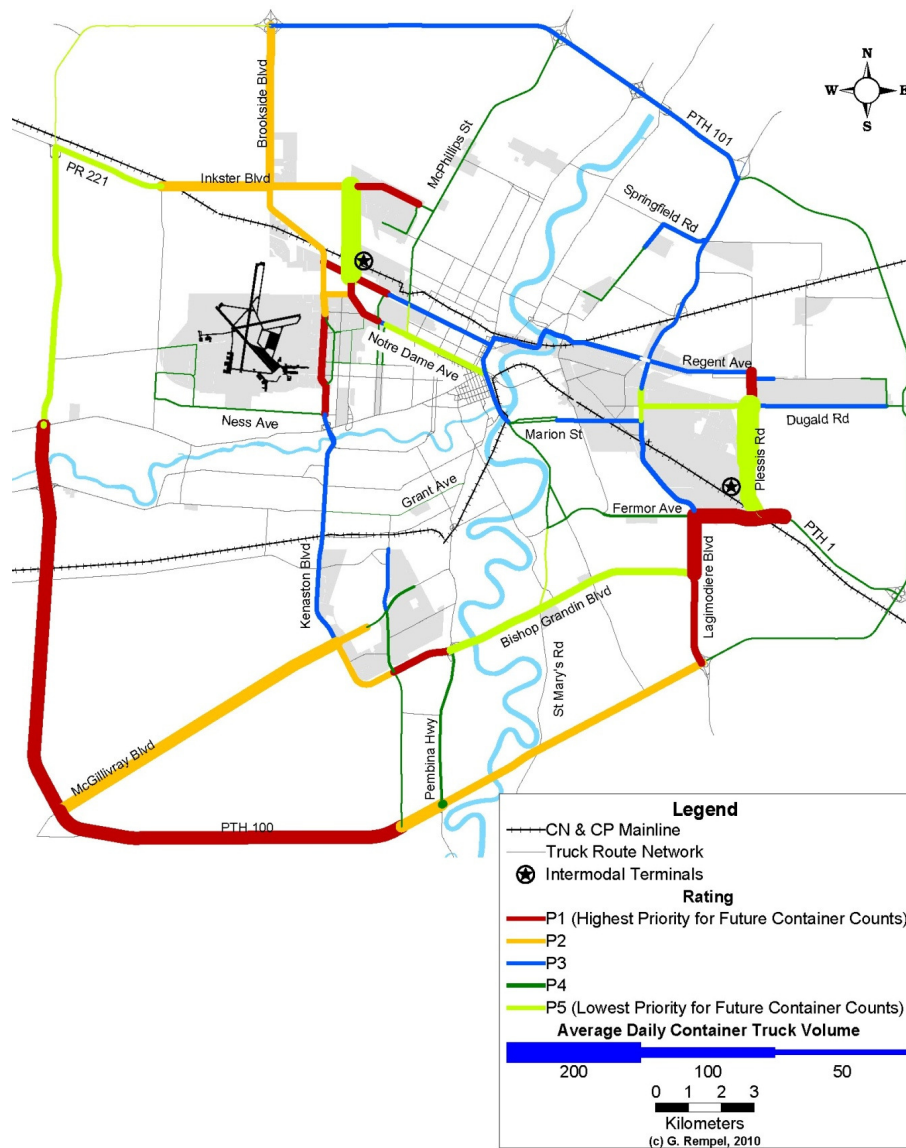 N
W E
S
Brookside Blvd
PTH 101
McPhillips St
PR 221
Inkster Blvd
Springfield Rd
Notre Dame Ave
Regent Ave
Ness Ave
Marion St
Dugald Rd
Plessis Rd
Grant Ave
Fermor Ave
PTH 1
Kenaston Blvd
Lagimodiere Blvd
Bishop Grandin Blvd
St Mary's Rd
McGillivray Blvd
Pembina Hwy
PTH 100
Legend
CN & CP Mainline
Truck Route Network
Intermodal Terminals
Rating
P1 (Highest Priority for Future Container Counts)
P2
P3
P4
P5 (Lowest Priority for Future Container Counts)
Average Daily Container Truck Volume
200 100 50
0 1 2 3
Kilometers
(c) G. Rempel, 2010